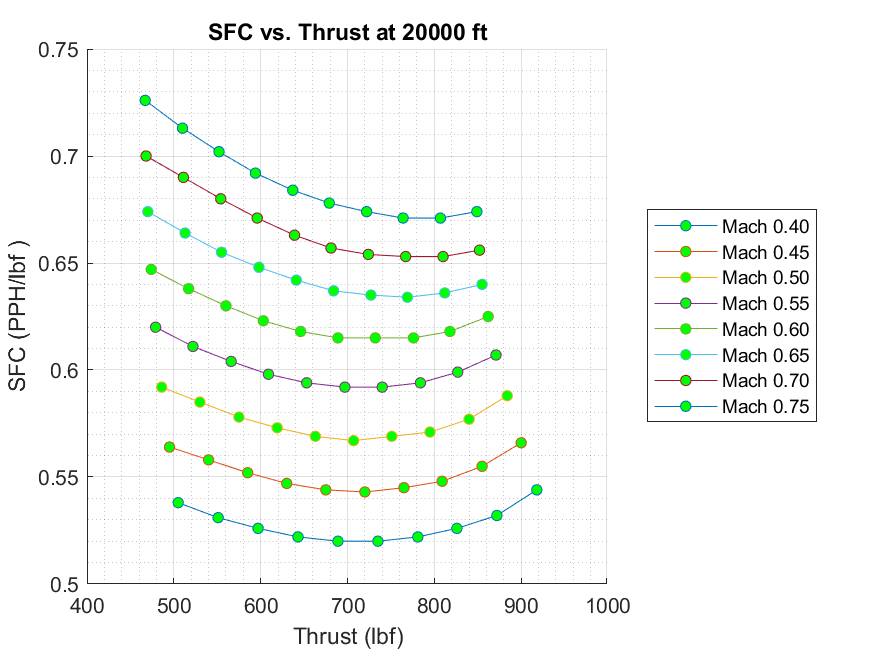 SFC vs. Thrust at 20000 ft
0.75
0.7
0.65
0.6
0.55
0.5
SFC (PPH/lbf )
400 500 600 700 800 900 1000
Thrust (lbf)
Mach 0.40
Mach 0.45
Mach 0.50
Mach 0.55
Mach 0.60
Mach 0.65
Mach 0.70
Mach 0.75